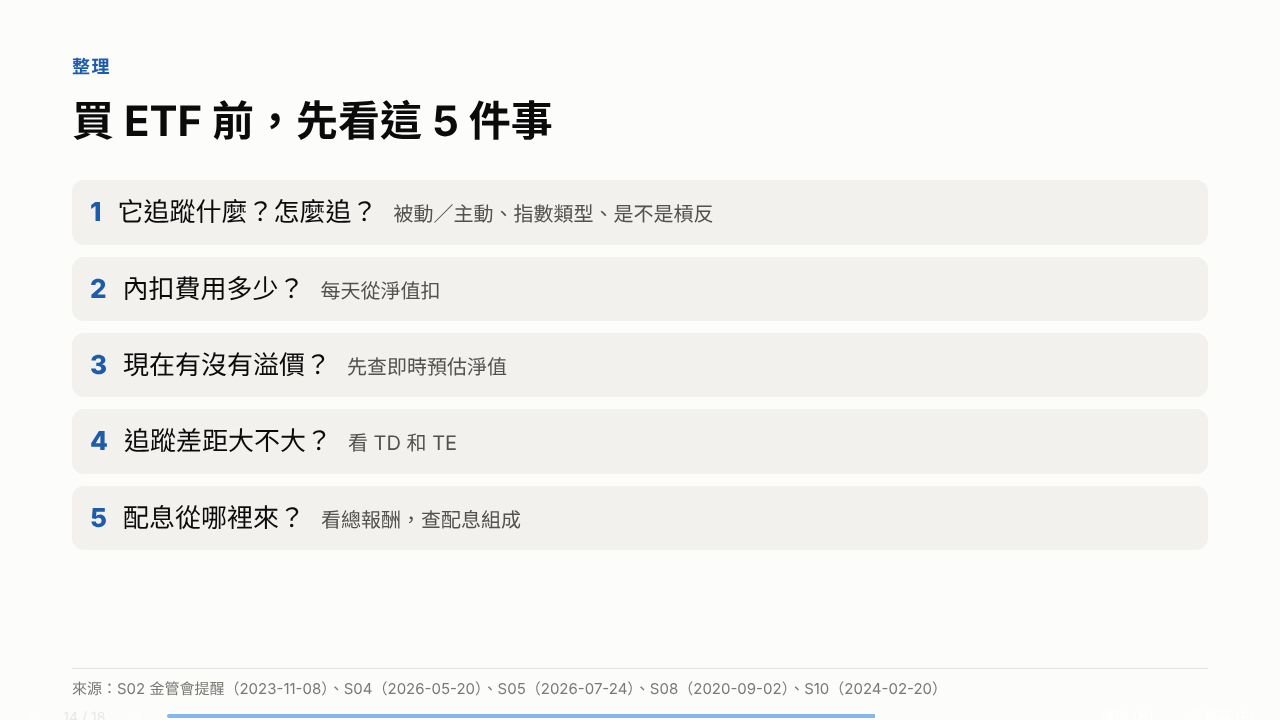 整理
買 ETF 前，先看這 5 件事
1 它追蹤什麼？怎麼追？ 被動／主動、指數類型、是不是槓反
2 內扣費用多少？ 每天從淨值扣
3 現在有沒有溢價？ 先查即時預估淨值
4 追蹤差距大不大？ 看 TD 和 TE
5 配息從哪裡來？ 看總報酬，查配息組成
來源：S02 金管會提醒（2023-11-08）、S04（2026-05-20）、S05（2026-07-24）、S08（2020-09-02）、S10（2024-02-20）
14 / 18